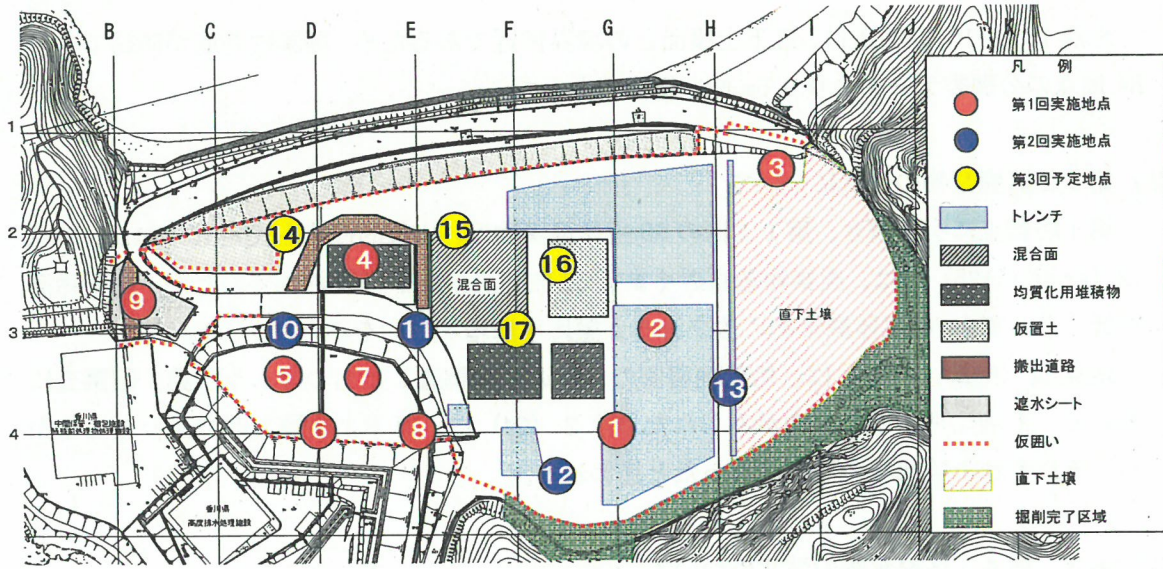 B C D E F G H I J K
凡 例
第1回実施地点
第2回実施地点
第3回予定地点
トレンチ
混合面
均質化用堆積物
仮置土
搬出道路
遮水シート
仮囲い
直下土壌
掘削完了区域
1
2
3
4
3
14
15
4
16
混合面
9
10
11
17
2
直下土壌
5
7
13
6
8
1
12
香川県
香川県
高度排水処理施設